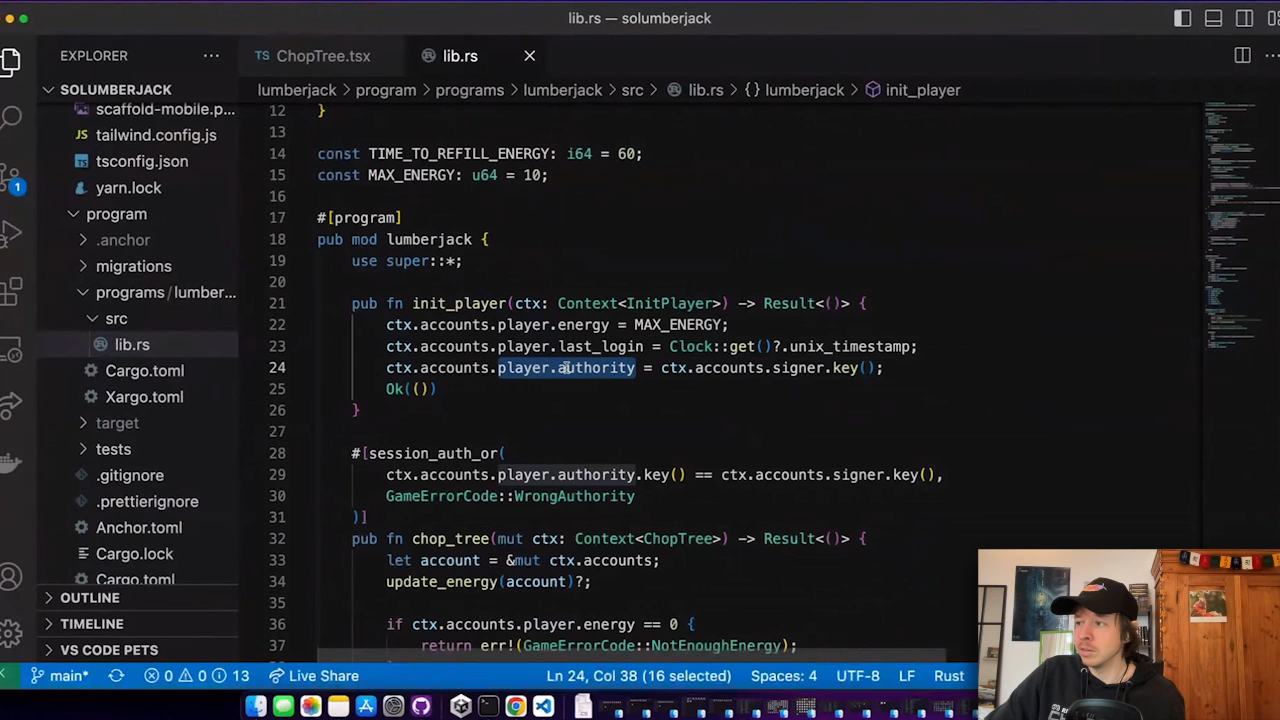 lib.rs — solumberjack
EXPLORER
···
TS ChopTree.tsx
lib.rs
SOLUMBERJACK
lumberjack > program > programs > lumberjack > src > lib.rs > {} lumberjack > init_player
scaffold-mobile.p...
tailwind.config.js
JS
tsconfig.json
TS
yarn.lock
program
.anchor
migrations
programs/lumber...
src
lib.rs
Cargo.toml
Xargo.toml
target
tests
.gitignore
.prettierignore
Anchor.toml
Cargo.lock
Cargo.toml
OUTLINE
TIMELINE
VS CODE PETS
1
12 }
13
14 const TIME_TO_REFILL_ENERGY: i64 = 60;
15 const MAX_ENERGY: u64 = 10;
16
17 #[program]
18 pub mod lumberjack {
19 use super::*;
20
21 pub fn init_player(ctx: Context<InitPlayer>) -> Result<()> {
22 ctx.accounts.player.energy = MAX_ENERGY;
23 ctx.accounts.player.last_login = Clock::get()?.unix_timestamp;
24 ctx.accounts.player.authority = ctx.accounts.signer.key();
25 Ok(())
26 }
27
28 #[session_auth_or(
29 ctx.accounts.player.authority.key() == ctx.accounts.signer.key(),
30 GameErrorCode::WrongAuthority
31 )]
32 pub fn chop_tree(mut ctx: Context<ChopTree>) -> Result<()> {
33 let account = &mut ctx.accounts;
34 update_energy(account)?;
35
36 if ctx.accounts.player.energy == 0 {
37 return err!(GameErrorCode::NotEnoughEnergy);
main* 0 0 13 Live Share Ln 24, Col 38 (16 selected) Spaces: 4 UTF-8 LF Rust